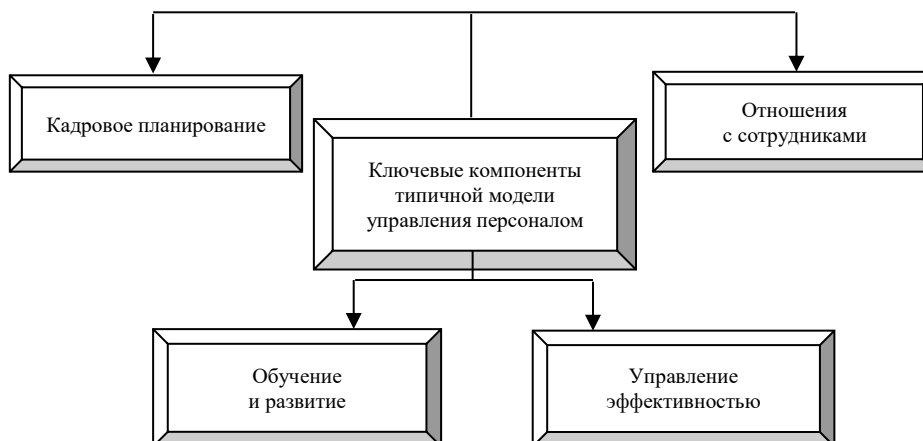 Кадровое планирование
Отношения
с сотрудниками
Ключевые компоненты
типичной модели
управления персоналом
Обучение
и развитие
Управление
эффективностью